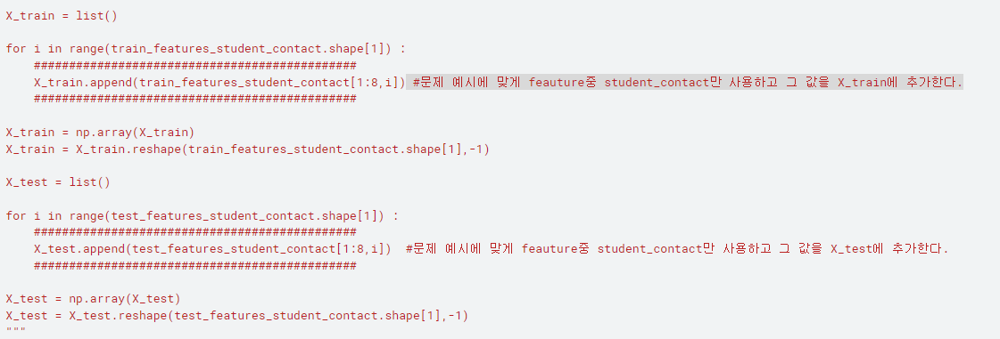 X_train = list()
for i in range(train_features_student_contact.shape[1]) :
##############################################
X_train.append(train_features_student_contact[1:8,i]) #문제 예시에 맞게 feauture중 student_contact만 사용하고 그 값을 X_train에 추가한다.
##############################################
X_train = np.array(X_train)
X_train = X_train.reshape(train_features_student_contact.shape[1],-1)
X_test = list()
for i in range(test_features_student_contact.shape[1]) :
##############################################
X_test.append(test_features_student_contact[1:8,i])  #문제 예시에 맞게 feauture중 student_contact만 사용하고 그 값을 X_test에 추가한다.
##############################################
X_test = np.array(X_test)
X_test = X_test.reshape(test_features_student_contact.shape[1],-1)
"""